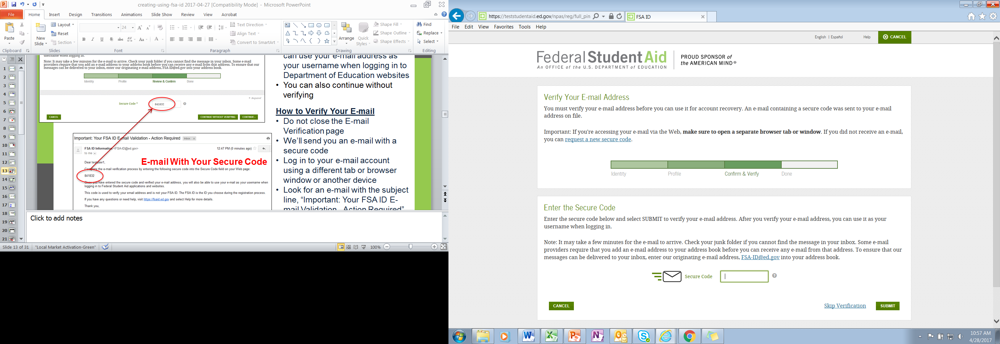 creating-using-fsa-id 2017-04-27 [Compatibility Mode] - Microsoft PowerPoint
File Home Insert Design Transitions Animations Slide Show Review View Acrobat
Paste
New
Slide
Layout
Reset
Section
24
B I U S abc AV Aa A
Text Direction
Align Text
Convert to SmartArt
Arrange
Quick
Styles
Shape Fill
Shape Outline
Shape Effects
Find
Replace
Select
Clipboard Slides Font Paragraph Drawing Editing
1
2
3
4
5
6
7
8
9
10
11
12
13
14
15
16
17
18
19
20
21
username when logging in.
Note: It may take a few minutes for the e-mail to arrive. Check your junk folder if you cannot find the message in your inbox. Some e-mail
providers require that you add an e-mail address to your address book before you can receive any e-mail from that address. To ensure that our
messages can be delivered to your inbox, enter our originating e-mail address, FSA-ID@ed.gov into your address book.
Identity Profile Review & Confirm Done
* Required
Secure Code * 841832
CANCEL CONTINUE WITHOUT VERIFYING CONTINUE ›
Important: Your FSA ID E-mail Validation - Action Required Inbox x
FSA ID Information <FSA-ID@ed.gov> 12:47 PM (0 minutes ago)
to me
Dear testuser1,
E-mail With Your Secure Code
Complete the e-mail verification process by entering the following secure code into the Secure Code field on your Web page:
841832
Once you have entered the secure code and verified your e-mail address, you will also be able to use your e-mail as your username when
logging in to Federal Student Aid applications and websites.
This code is used to verify your email address and is not your FSA ID. The FSA ID is the ID you choose during the registration process.
If you have any questions or need help, visit https://fsaid.ed.gov and select Help for more details.
Thank you,
can use your e-mail address as
your username when logging in to
Department of Education websites
• You can also continue without
verifying
How to Verify Your E-mail
• Do not close the E-mail
Verification page
• We'll send you an e-mail with a
secure code
• Log in to your e-mail account
using a different tab or browser
window or another device
• Look for an e-mail with the subject
line, “Important: Your FSA ID E-
mail Validation - Action Required”
Click to add notes
Slide 13 of 31 "Local Market Activation-Green" 100%
https://teststudentaid.ed.gov/npas/reg/full_pin
FSA ID
File Edit View Favorites Tools Help
English | Español Help CANCEL
Federal Student Aid
An OFFICE of the U.S. DEPARTMENT of EDUCATION
PROUD SPONSOR of
the AMERICAN MIND®
Verify Your E-mail Address
You must verify your e-mail address before you can use it for account recovery. An e-mail containing a secure code was sent to your e-mail
address on file.
Important: If you're accessing your e-mail via the Web, make sure to open a separate browser tab or window. If you did not receive an e-mail,
you can request a new secure code.
Identity Profile Confirm & Verify Done
Enter the Secure Code
Enter the secure code below and select SUBMIT to verify your e-mail address. After you verify your e-mail address, you can use it as your
username when logging in.
Note: It may take a few minutes for the e-mail to arrive. Check your junk folder if you cannot find the message in your inbox. Some e-mail
providers require that you add an e-mail address to your address book before you can receive any e-mail from that address. To ensure that our
messages can be delivered to your inbox, enter our originating e-mail address, FSA-ID@ed.gov into your address book.
Secure Code
CANCEL Skip Verification SUBMIT
10:57 AM
4/28/2017